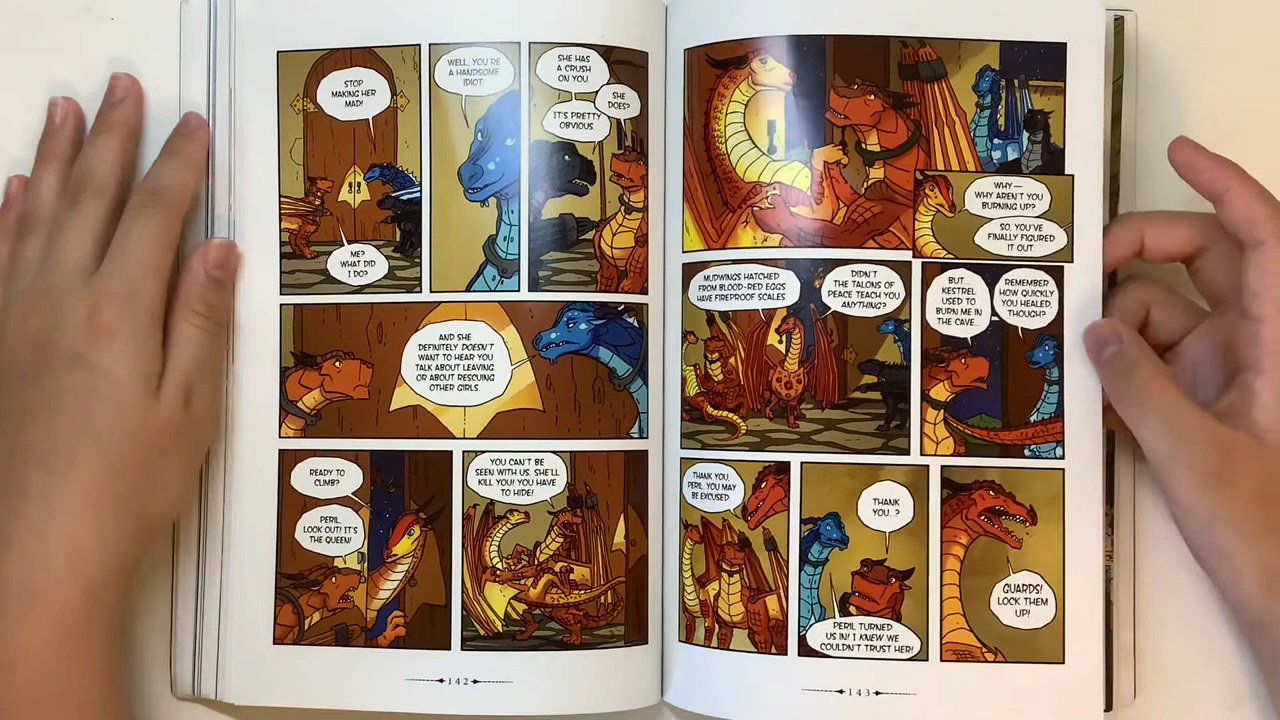 STOP
MAKING HER
MAD!
ME?
WHAT DID
I DO?
WELL, YOU'RE
A HANDSOME
IDIOT.
SHE HAS
A CRUSH
ON YOU.
SHE
DOES?
IT'S PRETTY
OBVIOUS.
AND SHE
DEFINITELY DOESN'T
WANT TO HEAR YOU
TALK ABOUT LEAVING.
OR ABOUT RESCUING
OTHER GIRLS.
READY TO
CLIMB?
PERIL,
LOOK OUT! IT'S
THE QUEEN!
YOU CAN'T BE
SEEN WITH US. SHE'LL
KILL YOU! YOU HAVE
TO HIDE!
142
WHY—
WHY AREN'T YOU
BURNING UP?
SO, YOU'VE
FINALLY FIGURED
IT OUT.
MUDWINGS HATCHED
FROM BLOOD-RED EGGS
HAVE FIREPROOF SCALES.
DIDN'T
THE TALONS OF
PEACE TEACH YOU
ANYTHING?
BUT...
KESTREL
USED TO
BURN ME IN
THE CAVE...
REMEMBER
HOW QUICKLY
YOU HEALED,
THOUGH?
THANK YOU,
PERIL. YOU MAY
BE EXCUSED.
THANK
YOU...?
PERIL TURNED
US IN! I KNEW WE
COULDN'T TRUST HER!
GUARDS!
LOCK THEM
UP!
143